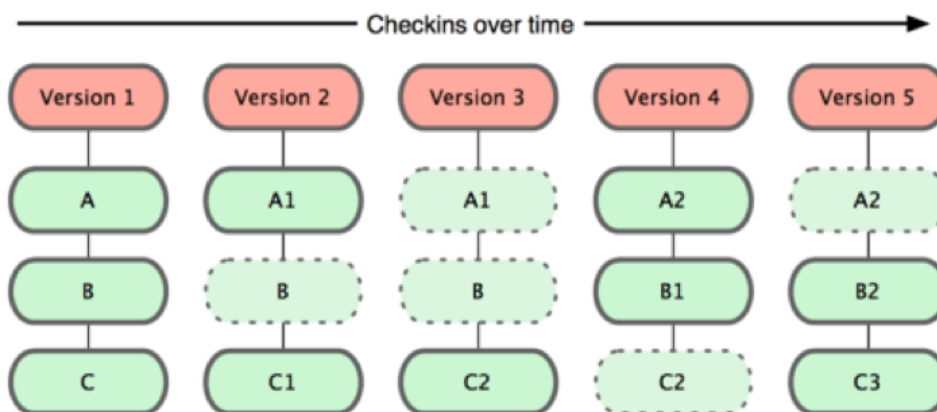 Checkins over time
Version 1 Version 2 Version 3 Version 4 Version 5
A A1 A1 A2 A2
B B B B1 B2
C C1 C2 C2 C3